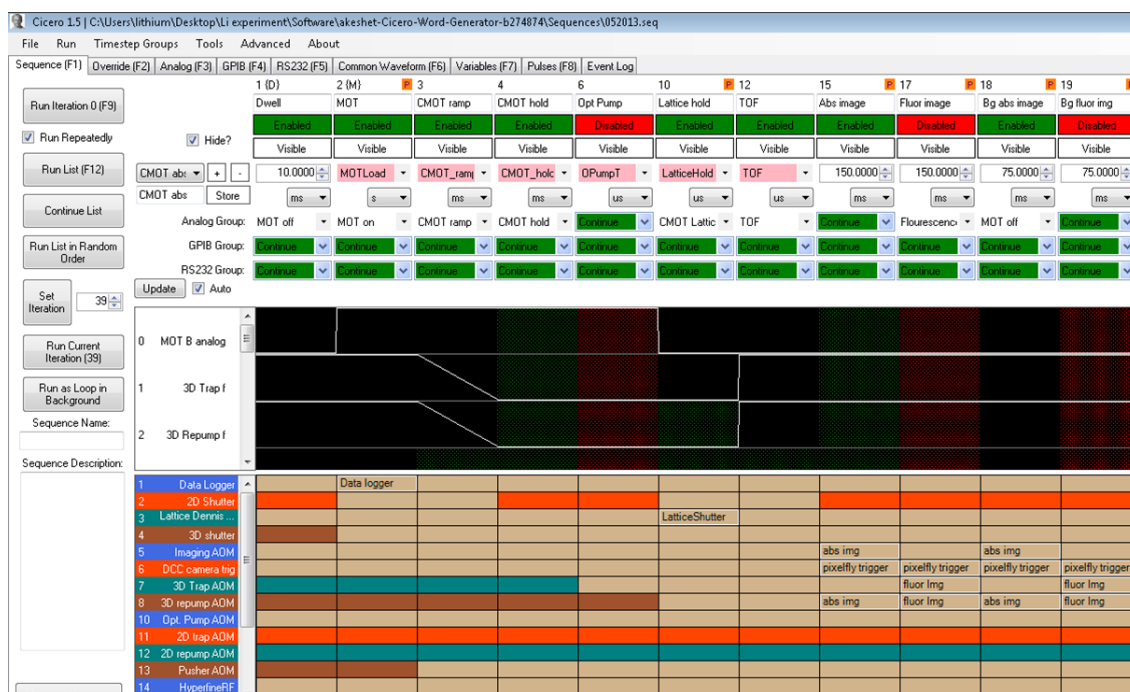 Cicero 1.5 | C:\Users\lithium\Desktop\Li experiment\Software\akeshet-Cicero-Word-Generator-b274874\Sequences\052013.seq
File Run Timestep Groups Tools Advanced About
Sequence (F1) Override (F2) Analog (F3) GPIB (F4) RS232 (F5) Common Waveform (F6) Variables (F7) Pulses (F8) Event Log
1 {D} 2 {M} P 3 4 6 10 P 12 15 P 17 P 18 P 19
Dwell MOT CMOT ramp CMOT hold Opt Pump Lattice hold TOF Abs image Fluor image Bg abs image Bg fluor img
Run Iteration 0 (F9)
Enabled Enabled Enabled Enabled Disabled Enabled Enabled Enabled Disabled Enabled Disabled
Run Repeatedly Hide? Visible Visible Visible Visible Visible Visible Visible Visible Visible Visible Visible
Run List (F12) CMOT abs + - 10.0000 MOTLoad CMOT_ramp CMOT_hold OPumpT LatticeHold TOF 150.0000 150.0000 75.0000 75.0000
CMOT abs Store ms s ms ms us ms us ms ms ms ms
Continue List
Analog Group: MOT off MOT on CMOT ramp CMOT hold Continue CMOT Lattic TOF Continue Flourescenc MOT off Continue
Run List in Random Order
GPIB Group: Continue Continue Continue Continue Continue Continue Continue Continue Continue Continue Continue
RS232 Group: Continue Continue Continue Continue Continue Continue Continue Continue Continue Continue Continue
Update Auto
Set Iteration 39
0 MOT B analog
Run Current Iteration (39)
1 3D Trap f
Run as Loop in Background
Sequence Name:
2 3D Repump f
Sequence Description:
1 Data Logger Data logger
2 2D Shutter
3 Lattice Dennis ... LatticeShutter
4 3D shutter
5 Imaging AOM abs img abs img
6 DCC camera trig pixelfly trigger pixelfly trigger pixelfly trigger pixelfly trigger
7 3D Trap AOM fluor Img fluor Img
8 3D repump AOM abs img fluor Img abs img fluor Img
10 Opt. Pump AOM
11 2D trap AOM
12 2D repump AOM
13 Pusher AOM
14 HyperfineRF